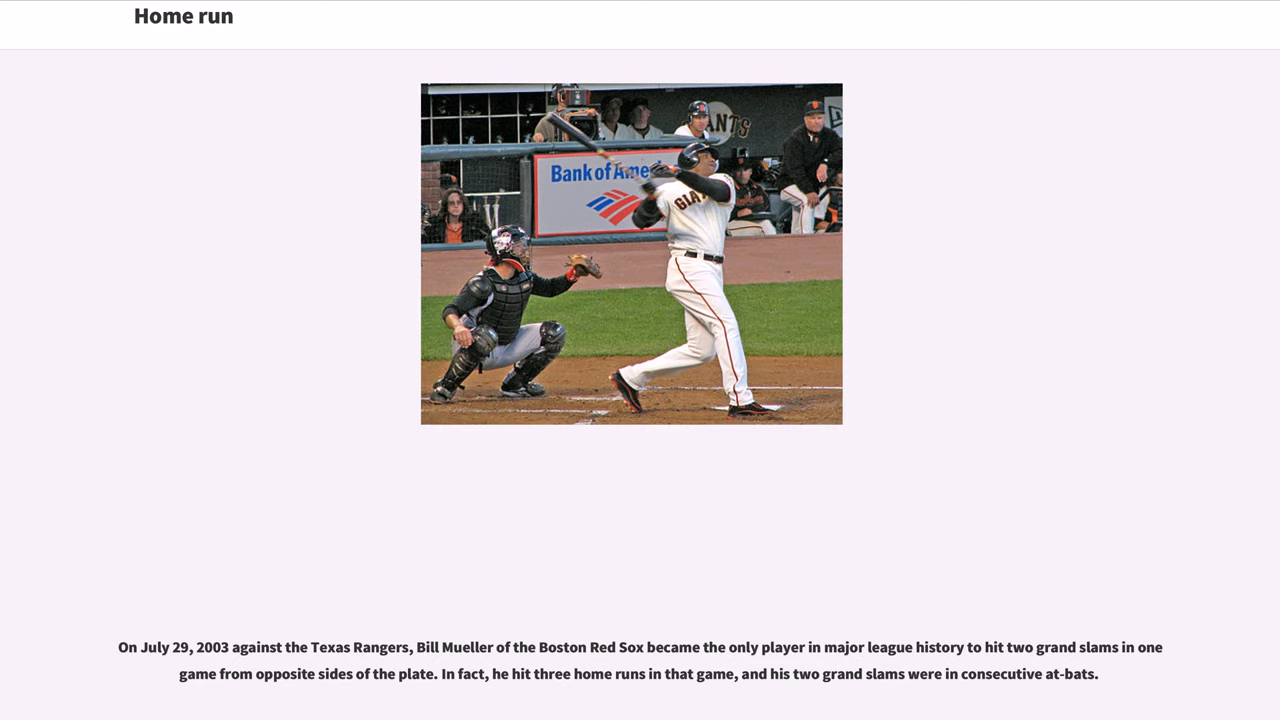 Home run
ANTS
Bank of Ame
GIA
On July 29, 2003 against the Texas Rangers, Bill Mueller of the Boston Red Sox became the only player in major league history to hit two grand slams in one
game from opposite sides of the plate. In fact, he hit three home runs in that game, and his two grand slams were in consecutive at-bats.